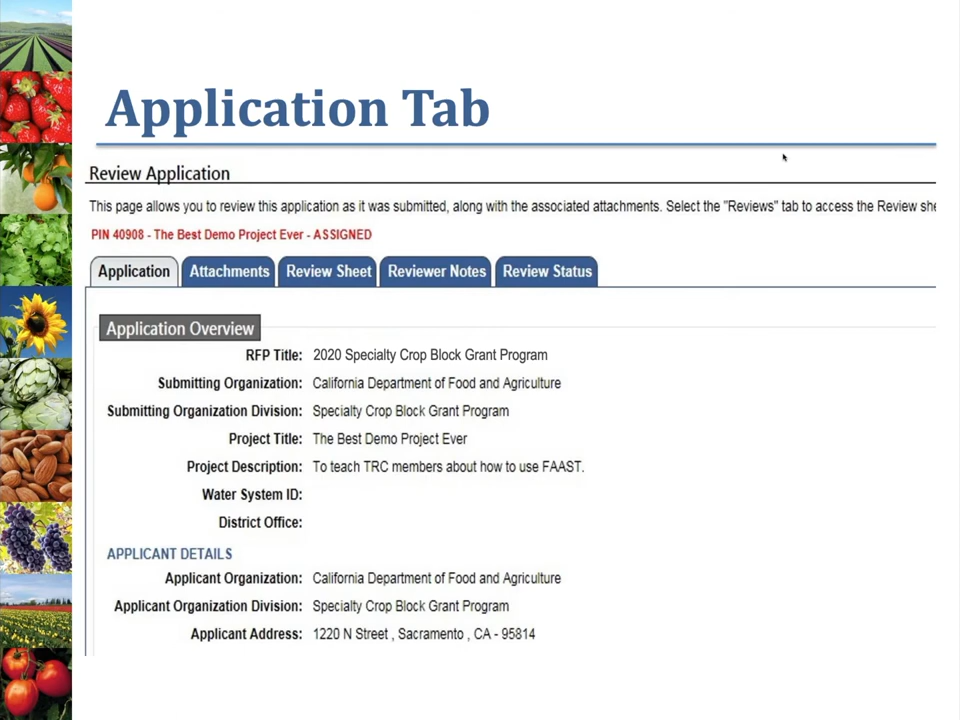 Application Tab
Review Application
This page allows you to review this application as it was submitted, along with the associated attachments. Select the "Reviews" tab to access the Review she
PIN 40908 - The Best Demo Project Ever - ASSIGNED
Application Attachments Review Sheet Reviewer Notes Review Status
Application Overview
RFP Title: 2020 Specialty Crop Block Grant Program
Submitting Organization: California Department of Food and Agriculture
Submitting Organization Division: Specialty Crop Block Grant Program
Project Title: The Best Demo Project Ever
Project Description: To teach TRC members about how to use FAAST.
Water System ID:
District Office:
APPLICANT DETAILS
Applicant Organization: California Department of Food and Agriculture
Applicant Organization Division: Specialty Crop Block Grant Program
Applicant Address: 1220 N Street , Sacramento , CA - 95814